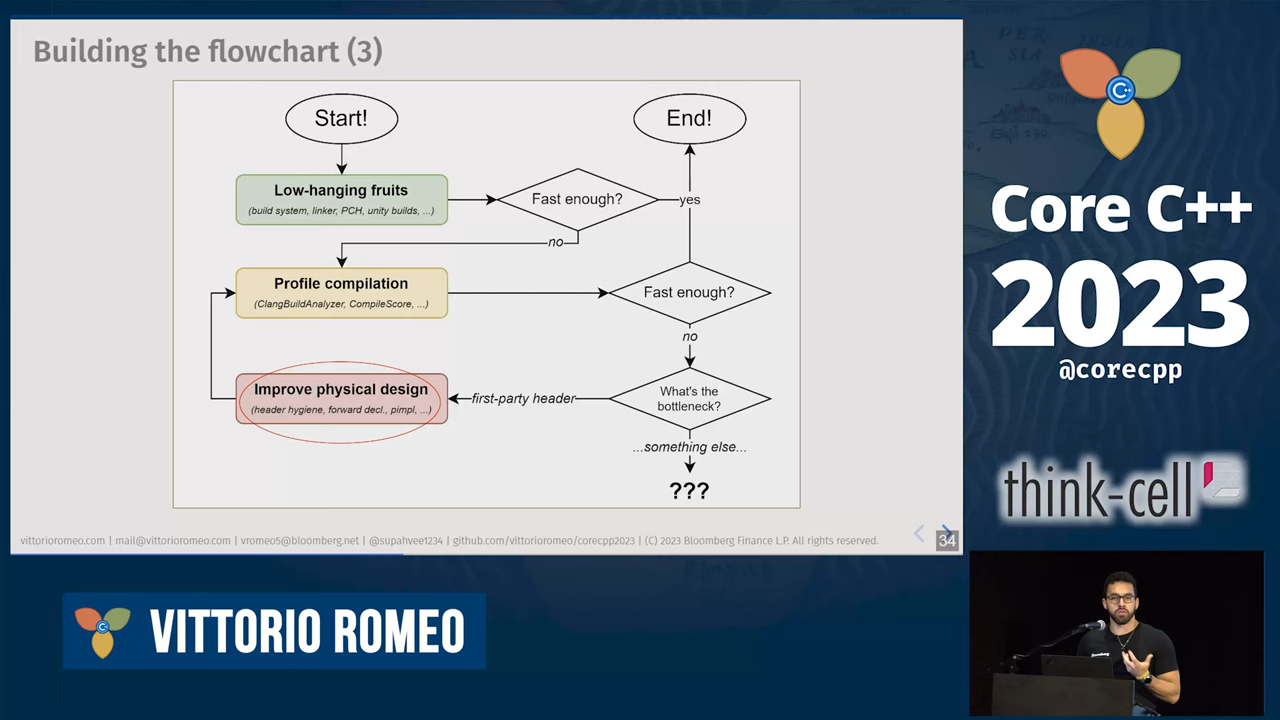 Building the flowchart (3)
Start!
End!
Low-hanging fruits
(build system, linker, PCH, unity builds, ...)
Fast enough?
yes
no
Profile compilation
(ClangBuildAnalyzer, CompileScore, ...)
Fast enough?
no
Improve physical design
(header hygiene, forward decl., pimpl, ...)
first-party header
What's the
bottleneck?
...something else...
???
vittorioromeo.com | mail@vittorioromeo.com | vromeo5@bloomberg.net | @supahvee1234 | github.com/vittorioromeo/corecpp2023 | (C) 2023 Bloomberg Finance L.P. All rights reserved.
34
C++
Core C++
2023
@corecpp
think-cell
C++
VITTORIO ROMEO